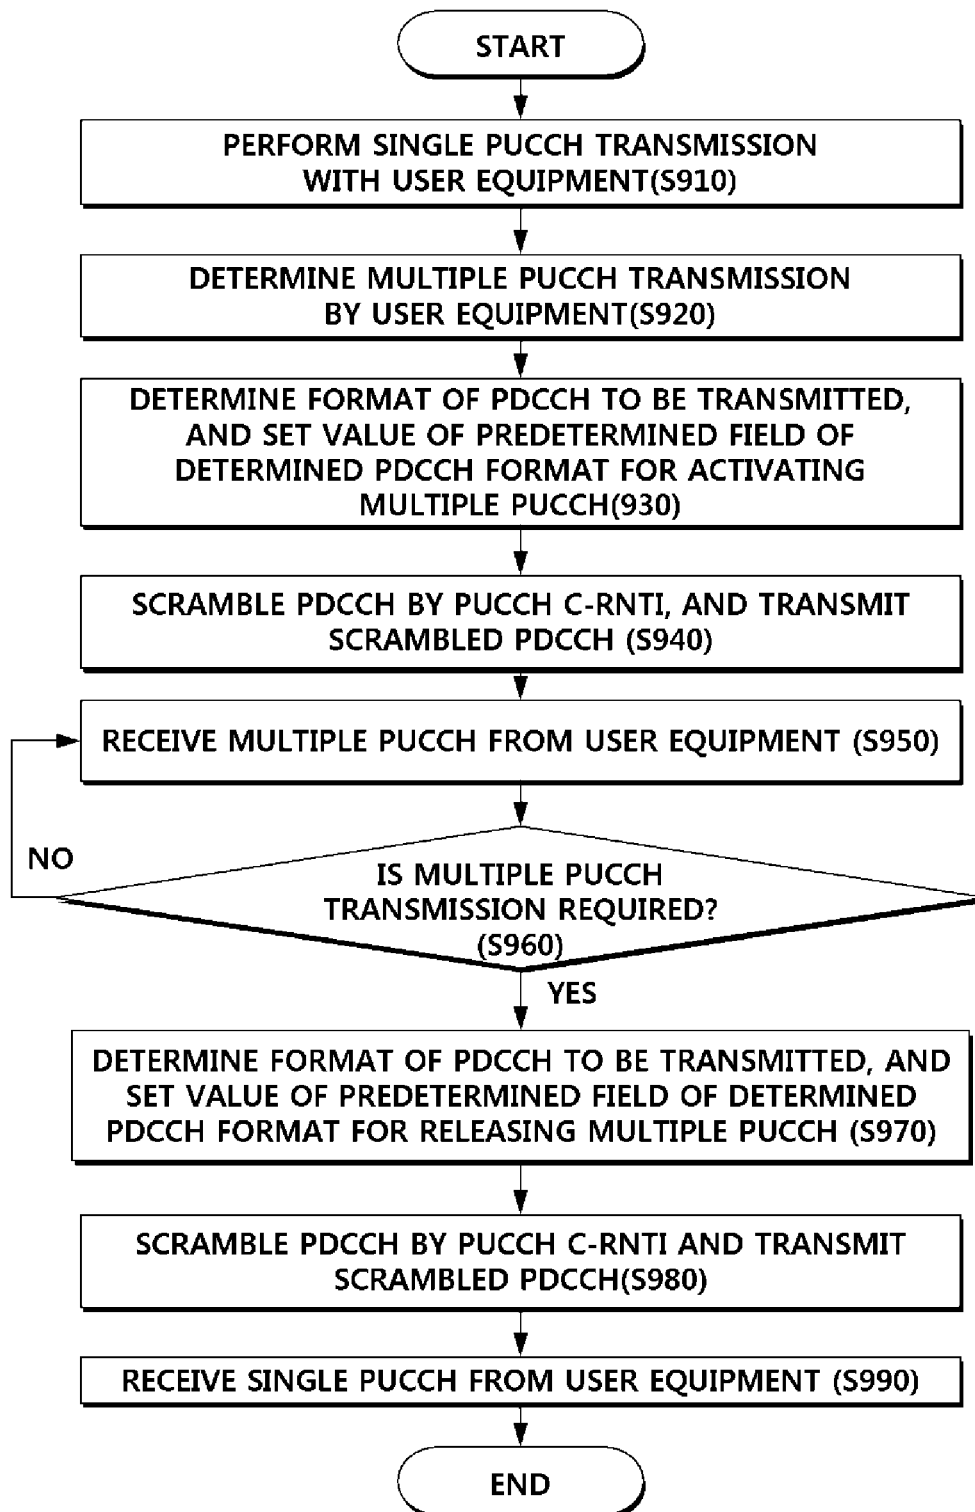 START
PERFORM SINGLE PUCCH TRANSMISSION
WITH USER EQUIPMENT(S910)
DETERMINE MULTIPLE PUCCH TRANSMISSION
BY USER EQUIPMENT(S920)
DETERMINE FORMAT OF PDCCH TO BE TRANSMITTED,
AND SET VALUE OF PREDETERMINED FIELD OF
DETERMINED PDCCH FORMAT FOR ACTIVATING
MULTIPLE PUCCH(930)
SCRAMBLE PDCCH BY PUCCH C-RNTI, AND TRANSMIT
SCRAMBLED PDCCH (S940)
RECEIVE MULTIPLE PUCCH FROM USER EQUIPMENT (S950)
NO
IS MULTIPLE PUCCH
TRANSMISSION REQUIRED?
(S960)
YES
DETERMINE FORMAT OF PDCCH TO BE TRANSMITTED, AND
SET VALUE OF PREDETERMINED FIELD OF DETERMINED
PDCCH FORMAT FOR RELEASING MULTIPLE PUCCH (S970)
SCRAMBLE PDCCH BY PUCCH C-RNTI AND TRANSMIT
SCRAMBLED PDCCH(S980)
RECEIVE SINGLE PUCCH FROM USER EQUIPMENT (S990)
END